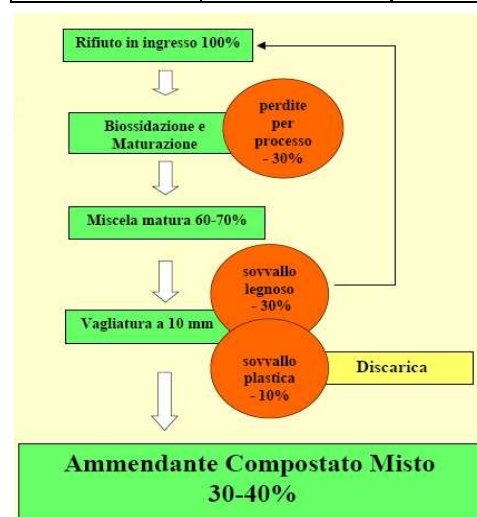 Rifiuto in ingresso 100%
perdite
per
processo
- 30%
Biossidazione e
Maturazione
Miscela matura 60-70%
sovvallo
legnoso
- 30%
Vagliatura a 10 mm
sovvallo
plastica
- 10%
Discarica
Ammendante Compostato Misto
30-40%